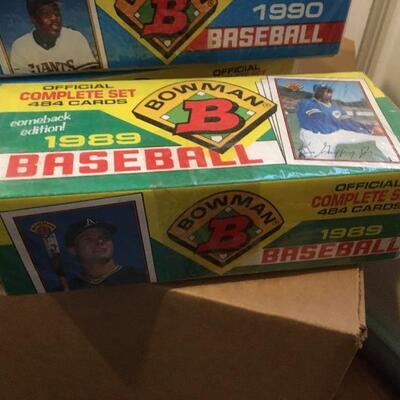 1990
BASEBALL
GIANTS
OFFICIAL
OFFICIAL
COMPLETE SET
484 CARDS
comeback
edition!
1989
BASEBALL
BOWMAN
B
BOWMAN
B
OFFICIAL
COMPLETE SET
484 CARDS
1989
BASEBALL